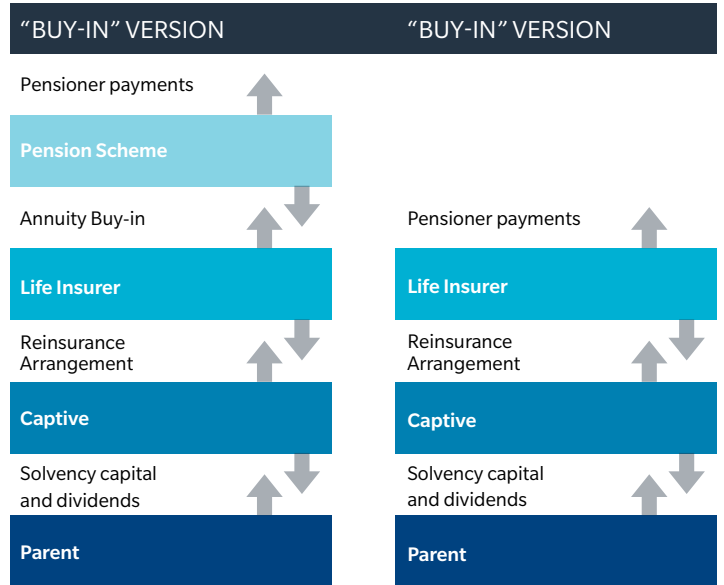 “BUY-IN” VERSION
Pensioner payments
Pension Scheme
Annuity Buy-in
Life Insurer
Reinsurance
Arrangement
Captive
Solvency capital
and dividends
Parent
“BUY-IN” VERSION
Pensioner payments
Life Insurer
Reinsurance
Arrangement
Captive
Solvency capital
and dividends
Parent